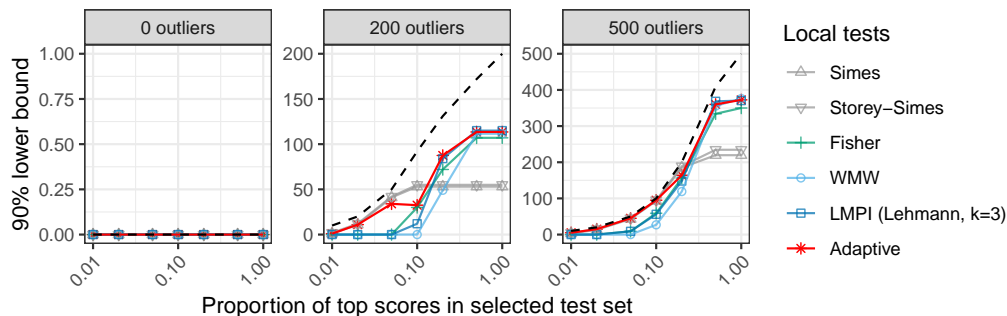 0 outliers
200 outliers
500 outliers
90% lower bound
1.00
0.75
0.50
0.25
0.00
200
150
100
50
0
500
400
300
200
100
0
0.01
0.10
1.00
0.01
0.10
1.00
0.01
0.10
1.00
Proportion of top scores in selected test set
Local tests
Simes
Storey−Simes
Fisher
WMW
LMPI (Lehmann, k=3)
Adaptive